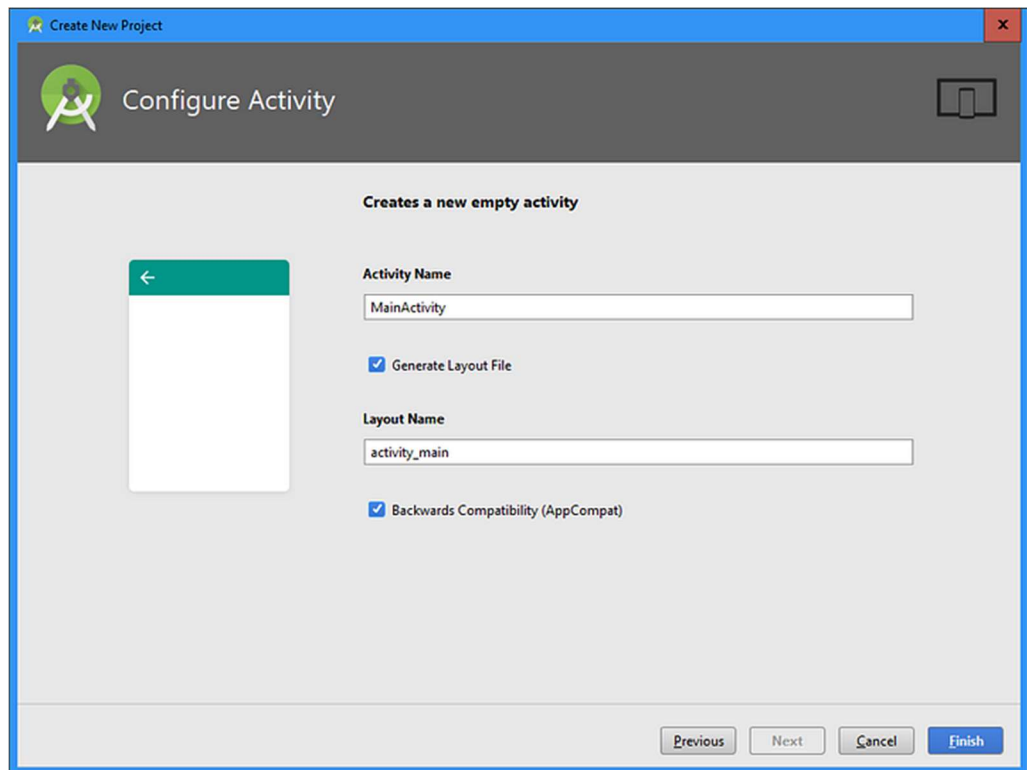 Create New Project
Configure Activity
Creates a new empty activity
Activity Name
MainActivity
Generate Layout File
Layout Name
activity_main
Backwards Compatibility (AppCompat)
Previous Next Cancel Finish